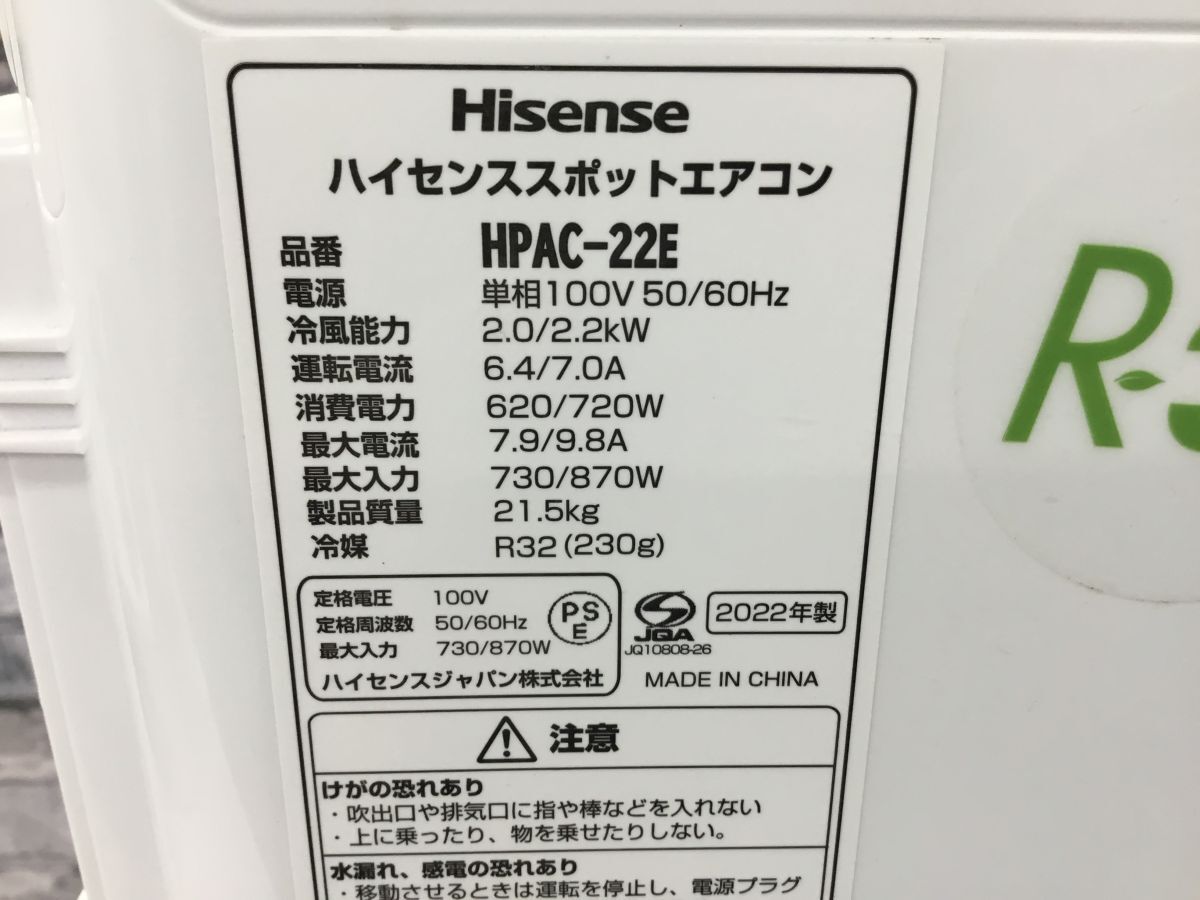 Hisense
ハイセンススポットエアコン
品番 HPAC-22E
電源 単相100V 50/60Hz
冷風能力 2.0/2.2kW
運転電流 6.4/7.0A
消費電力 620/720W
最大電流 7.9/9.8A
最大入力 730/870W
製品質量 21.5kg
冷媒 R32 (230g)
定格電圧 100V
定格周波数 50/60Hz
最大入力 730/870W
PS
E
ハイセンスジャパン株式会社
JQA
JQ10808-26
2022年製
MADE IN CHINA
注意
けがの恐れあり
・吹出口や排気口に指や棒などを入れない
・上に乗ったり、物を乗せたりしない。
水漏れ、感電の恐れあり
・移動させるときは運転を停止し、電源プラグ
R